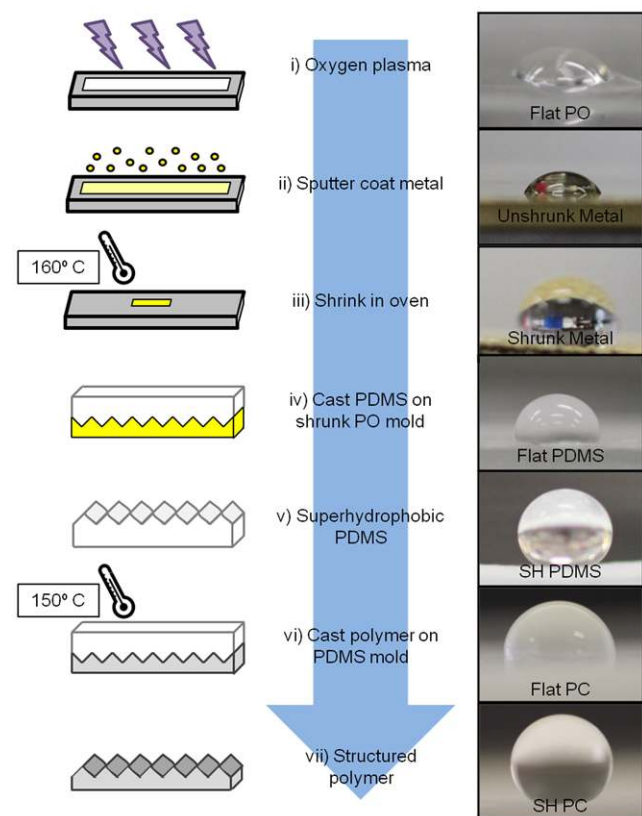 i) Oxygen plasma
Flat PO
ii) Sputter coat metal
Unshrunk Metal
160º C
iii) Shrink in oven
Shrunk Metal
iv) Cast PDMS on
shrunk PO mold
Flat PDMS
v) Superhydrophobic
PDMS
SH PDMS
150º C
vi) Cast polymer on
PDMS mold
Flat PC
vii) Structured
polymer
SH PC